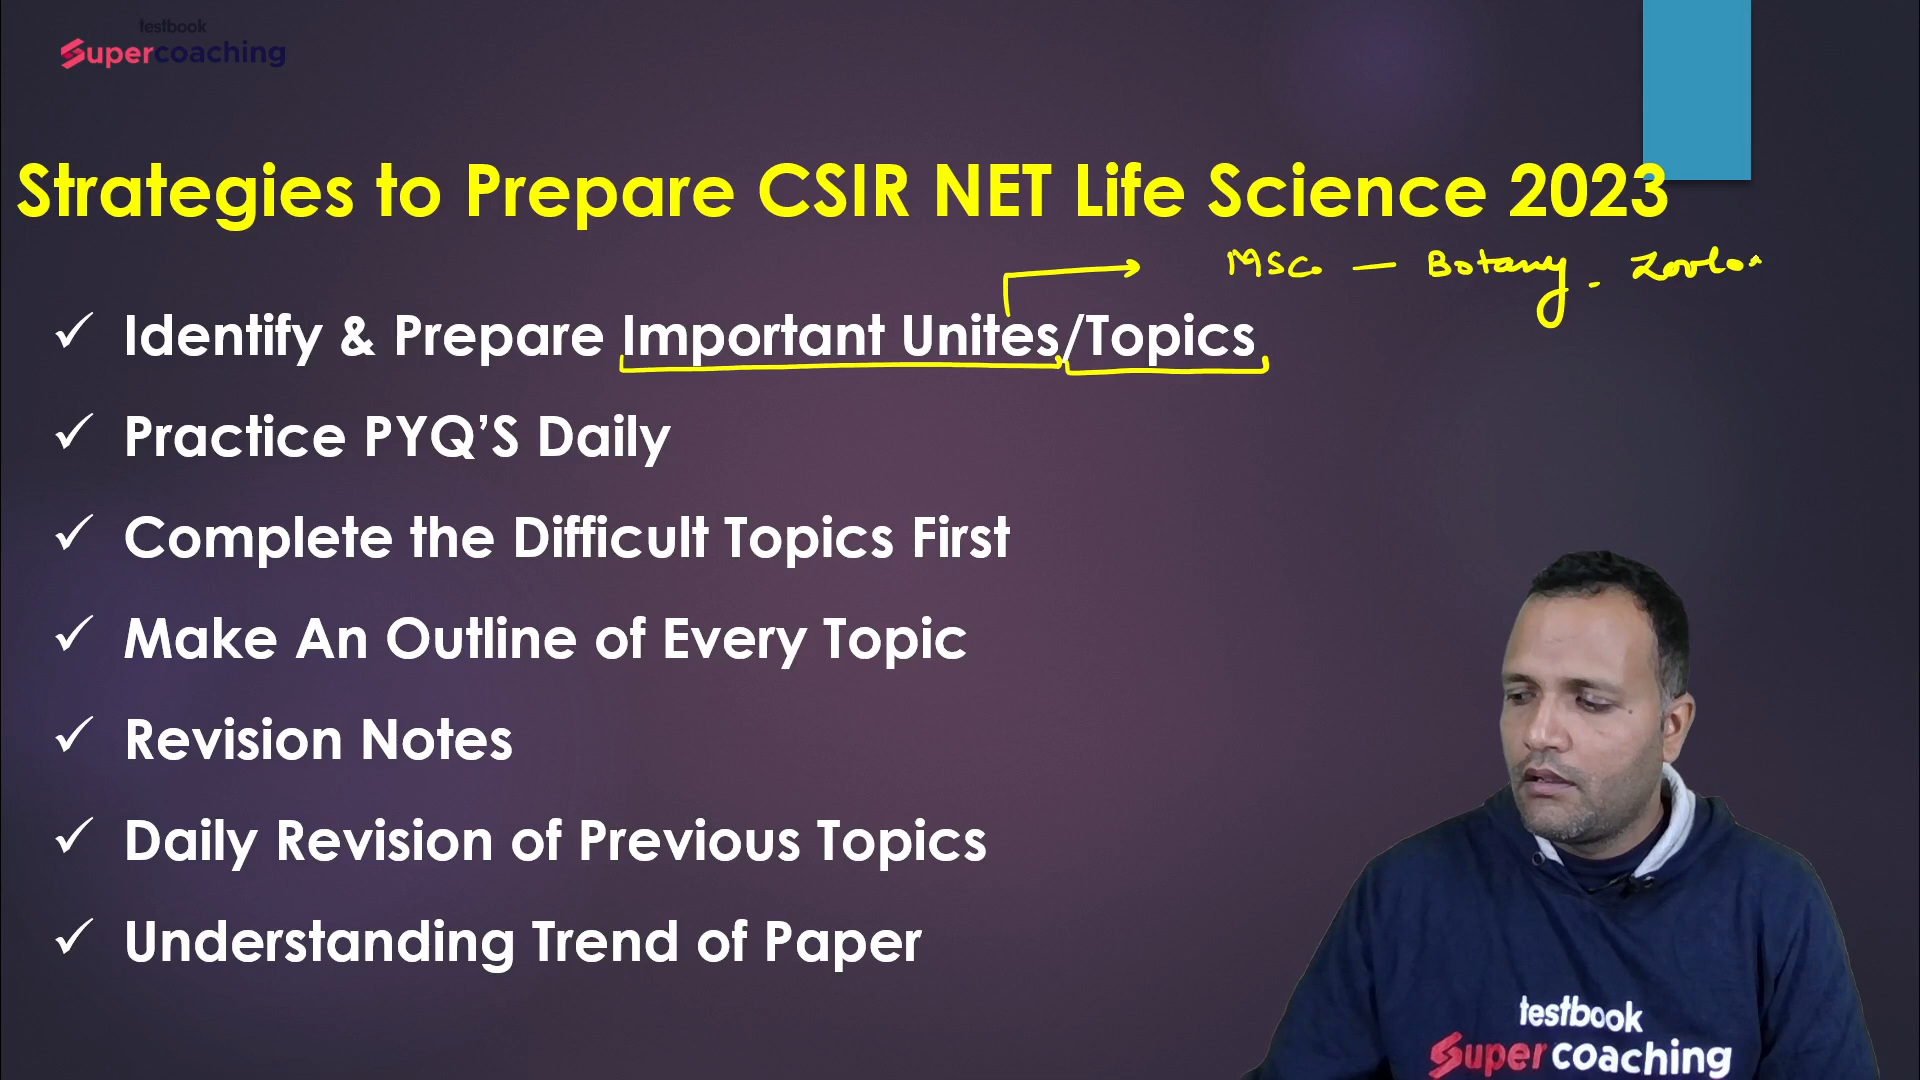 testbook
Supercoaching
Strategies to Prepare CSIR NET Life Science 2023
MSc — Botany -
✓ Identify & Prepare Important Unites/Topics
✓ Practice PYQ’S Daily
✓ Complete the Difficult Topics First
✓ Make An Outline of Every Topic
✓ Revision Notes
✓ Daily Revision of Previous Topics
✓ Understanding Trend of Paper
testbook
Supercoaching